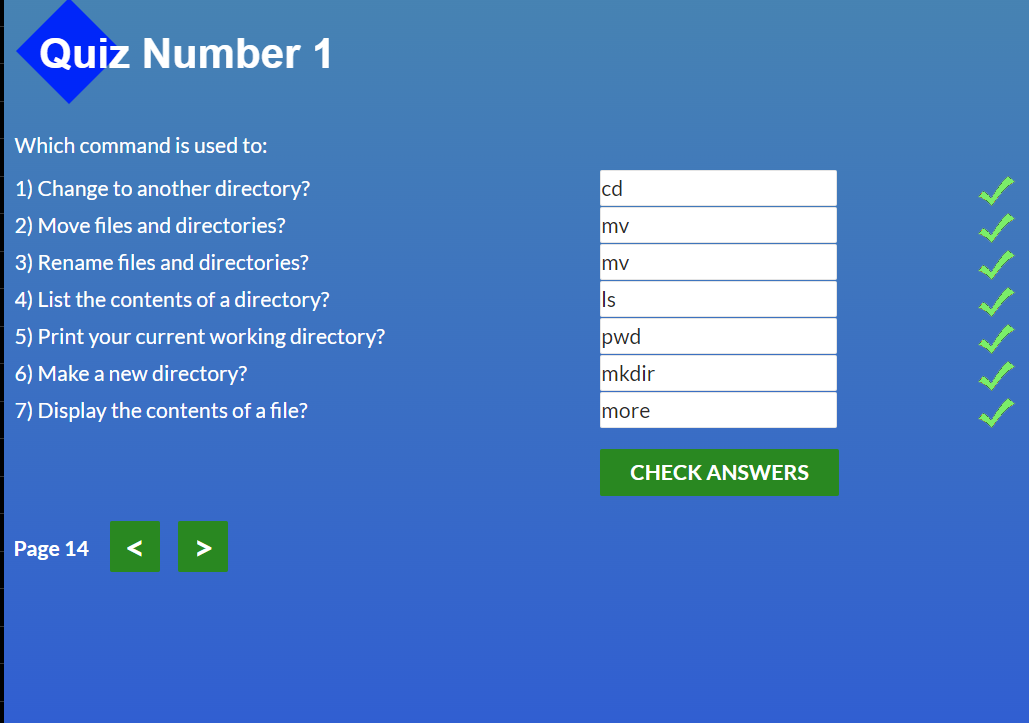 Quiz Number 1
Which command is used to:
1) Change to another directory? cd
2) Move files and directories? mv
3) Rename files and directories? mv
4) List the contents of a directory? ls
5) Print your current working directory? pwd
6) Make a new directory? mkdir
7) Display the contents of a file? more
CHECK ANSWERS
Page 14 < >